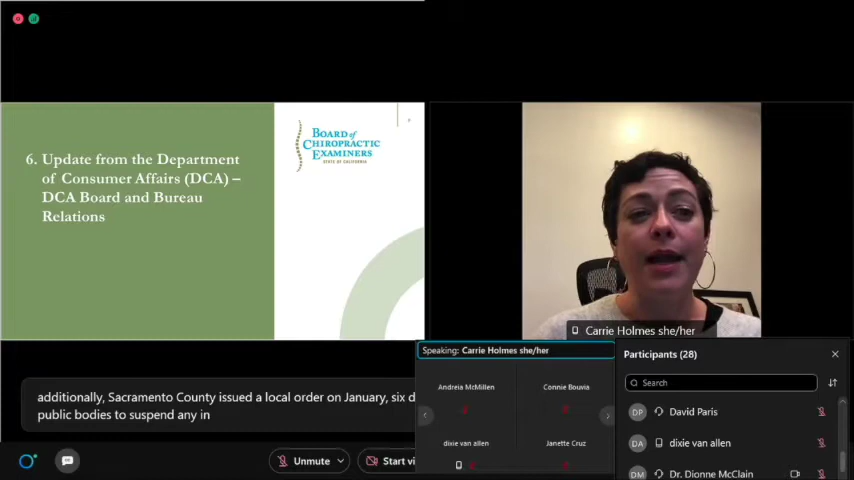 6. Update from the Department
of Consumer Affairs (DCA) –
DCA Board and Bureau
Relations
BOARD of
CHIROPRACTIC
EXAMINERS
STATE OF CALIFORNIA
Carrie Holmes she/her
Speaking: Carrie Holmes she/her
Andreia McMillen
Connie Bouvia
dixie van allen
Janette Cruz
Participants (28)
Search
DP David Paris
DA dixie van allen
DM Dr. Dionne McClain
additionally, Sacramento County issued a local order on January, six d
public bodies to suspend any in
Unmute
Start vi